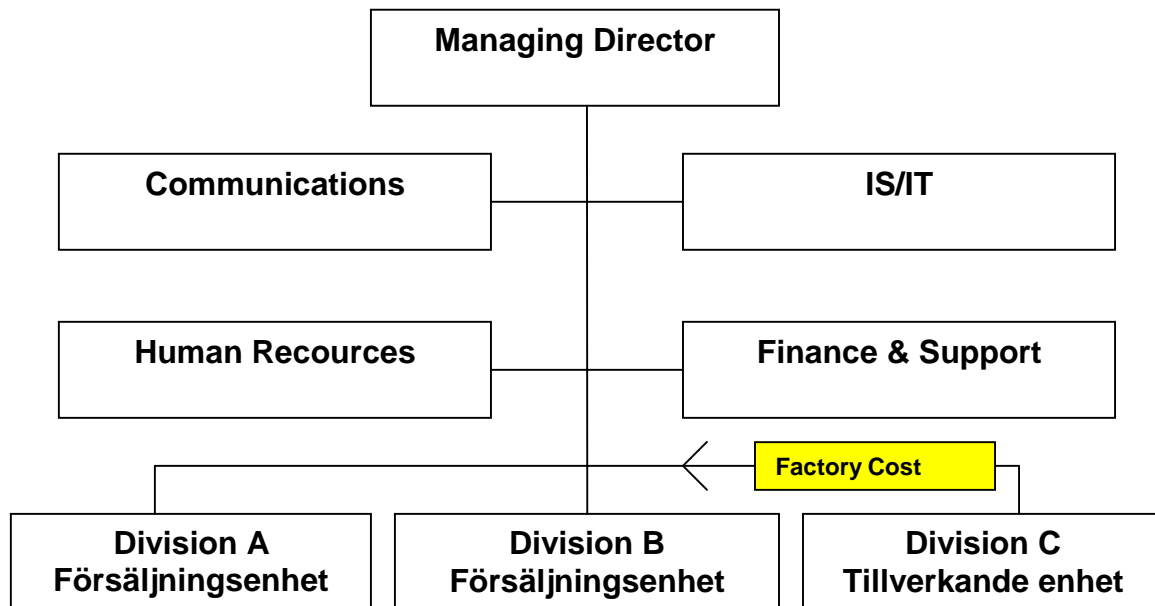 Managing Director
Communications
IS/IT
Human Recources
Finance & Support
Factory Cost
Division A
Försäljningsenhet
Division B
Försäljningsenhet
Division C
Tillverkande enhet